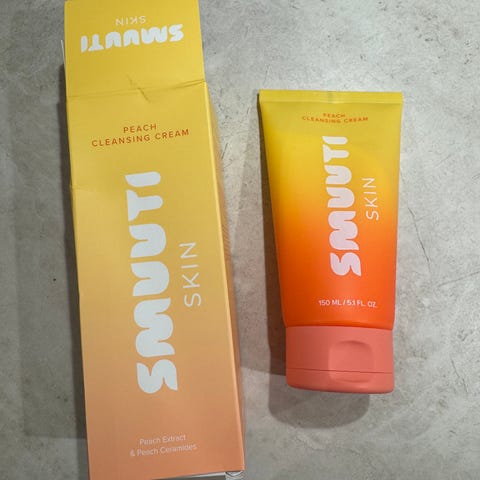 SMUUTI
SKIN
PEACH
CLEANSING CREAM
SMUUTI
SKIN
Peach Extract
& Peach Ceramides
PEACH
CLEANSING CREAM
SMUUTI
SKIN
150 ML / 5.1 FL. OZ.